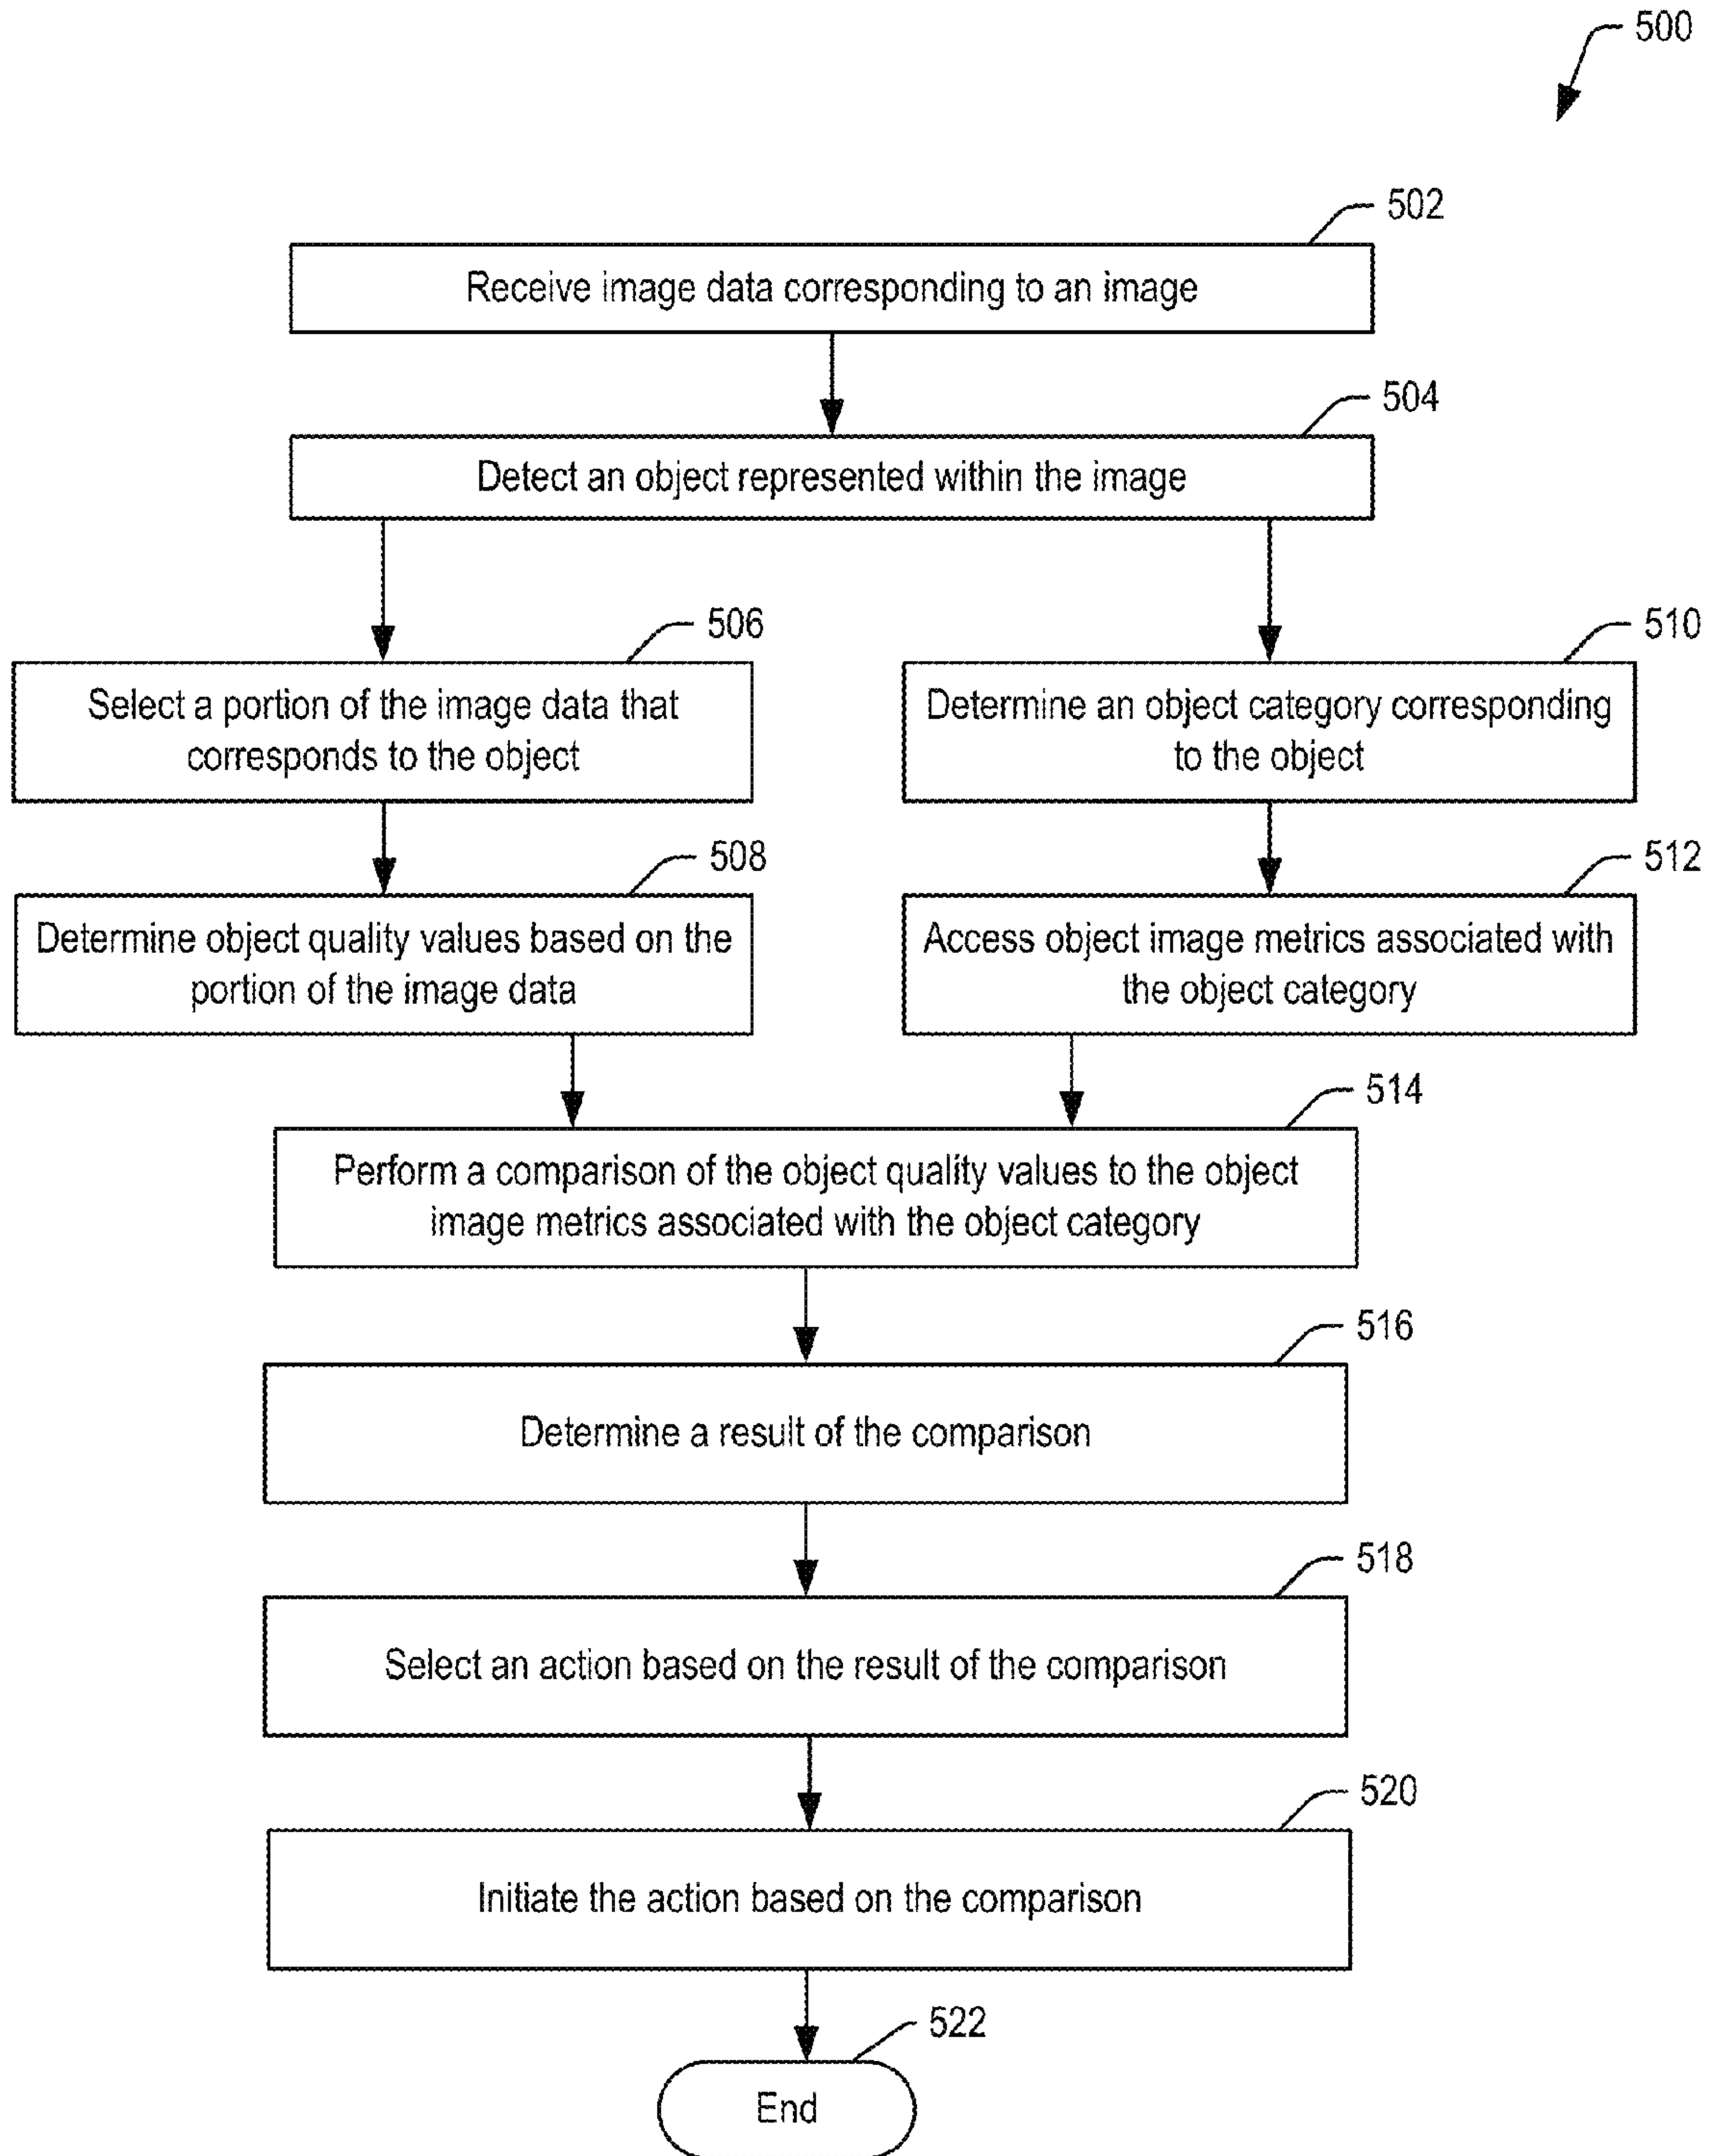 500
502
Receive image data corresponding to an image
504
Detect an object represented within the image
506
Select a portion of the image data that
corresponds to the object
510
Determine an object category corresponding
to the object
508
Determine object quality values based on the
portion of the image data
512
Access object image metrics associated with
the object category
514
Perform a comparison of the object quality values to the object
image metrics associated with the object category
516
Determine a result of the comparison
518
Select an action based on the result of the comparison
520
Initiate the action based on the comparison
522
End